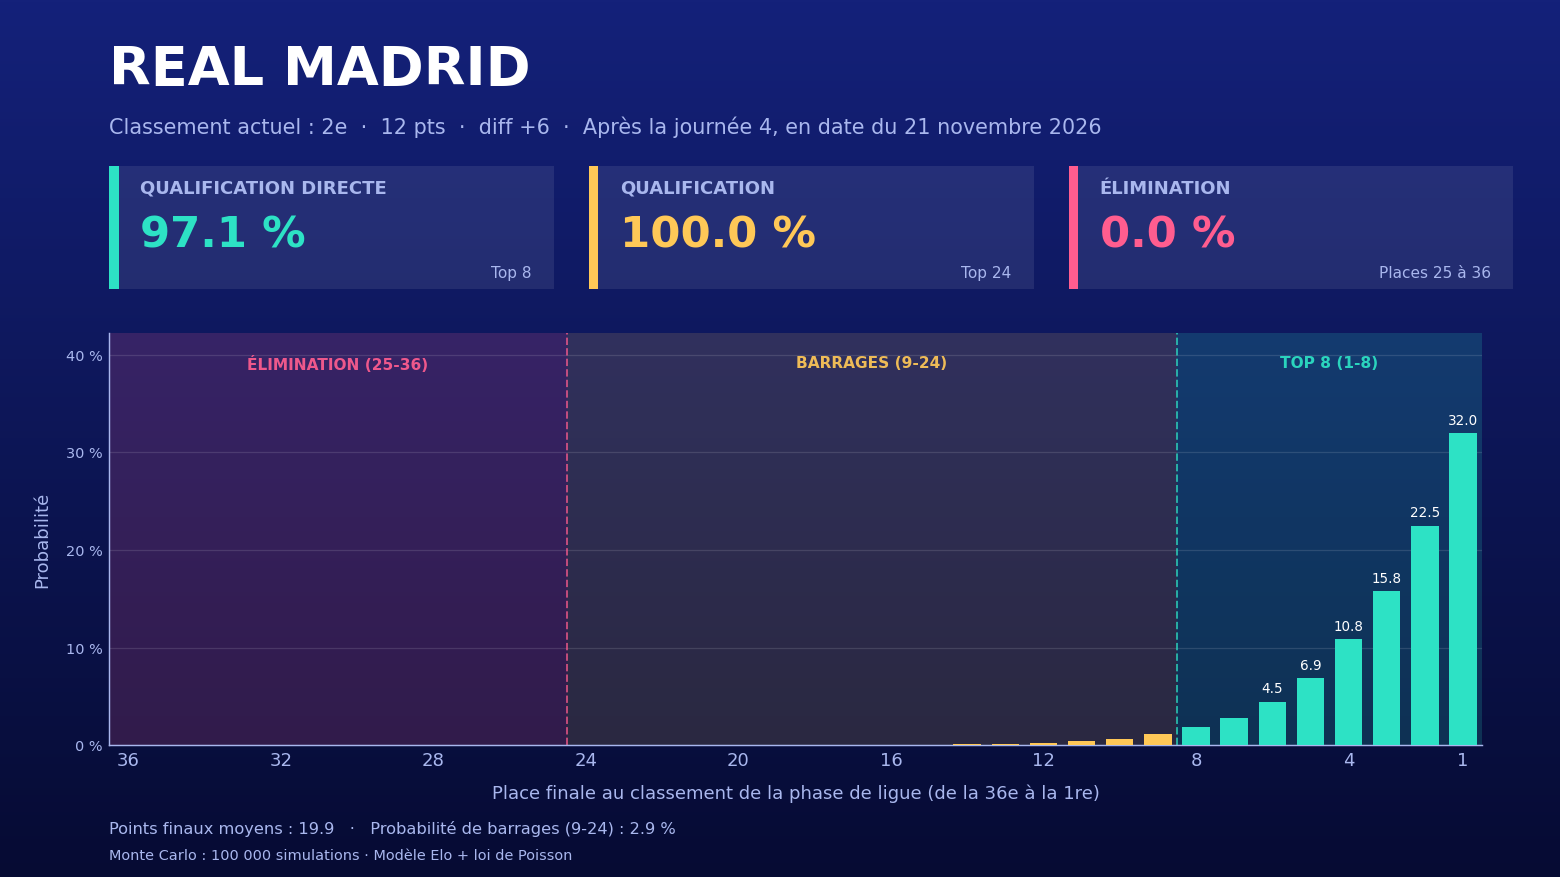 REAL MADRID
Classement actuel : 2e · 12 pts · diff +6 · Après la journée 4, en date du 21 novembre 2026
QUALIFICATION DIRECTE
97.1 %
Top 8
QUALIFICATION
100.0 %
Top 24
ÉLIMINATION
0.0 %
Places 25 à 36
ÉLIMINATION (25-36)
BARRAGES (9-24)
TOP 8 (1-8)
Probabilité
40 %
30 %
20 %
10 %
0 %
4.5
6.9
10.8
15.8
22.5
32.0
36 32 28 24 20 16 12 8 4 1
Place finale au classement de la phase de ligue (de la 36e à la 1re)
Points finaux moyens : 19.9 · Probabilité de barrages (9-24) : 2.9 %
Monte Carlo : 100 000 simulations · Modèle Elo + loi de Poisson